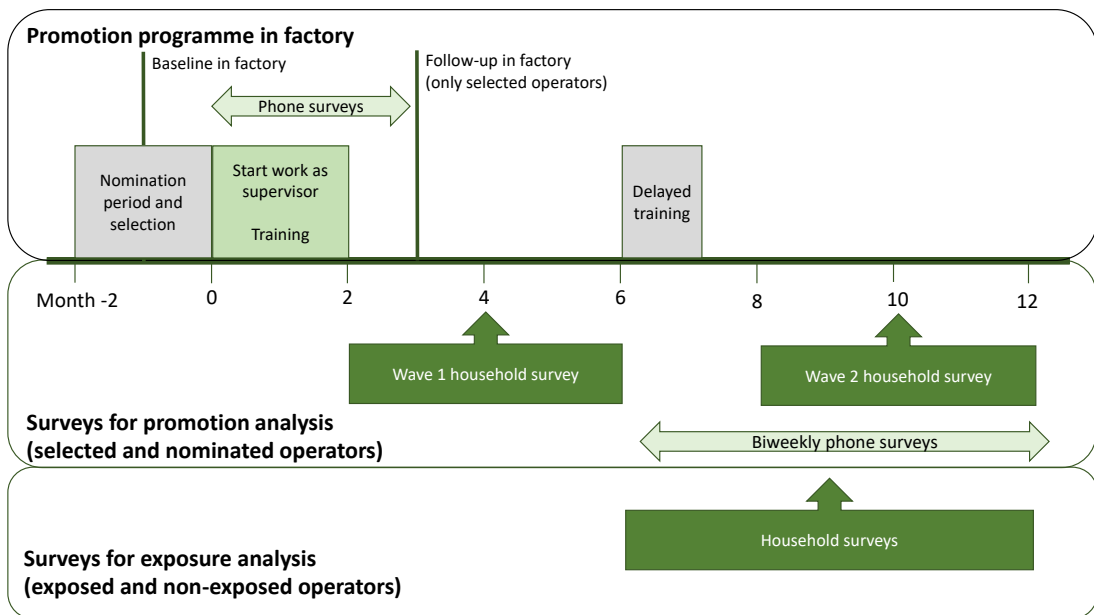 Promotion programme in factory
Baseline in factory
Follow-up in factory
(only selected operators)
Phone surveys
Nomination
period and
selection
Start work as
supervisor
Training
Delayed
training
Month -2
0
2
4
6
8
10
12
Wave 1 household survey
Wave 2 household survey
Surveys for promotion analysis
(selected and nominated operators)
Biweekly phone surveys
Household surveys
Surveys for exposure analysis
(exposed and non-exposed operators)